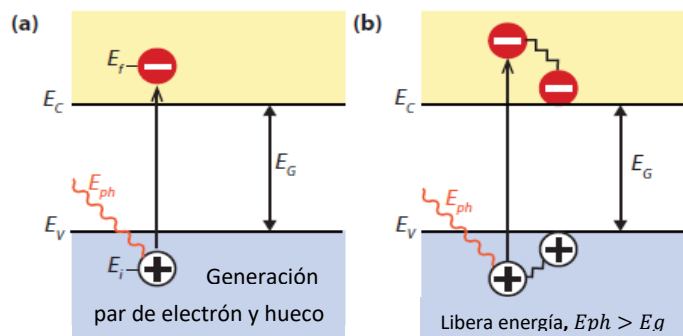 (a)
E_f
E_C
E_G
E_ph
E_V
E_i
Generación
par de electrón y hueco
(b)
E_C
E_G
E_ph
E_V
Libera energía, Eph > Eg